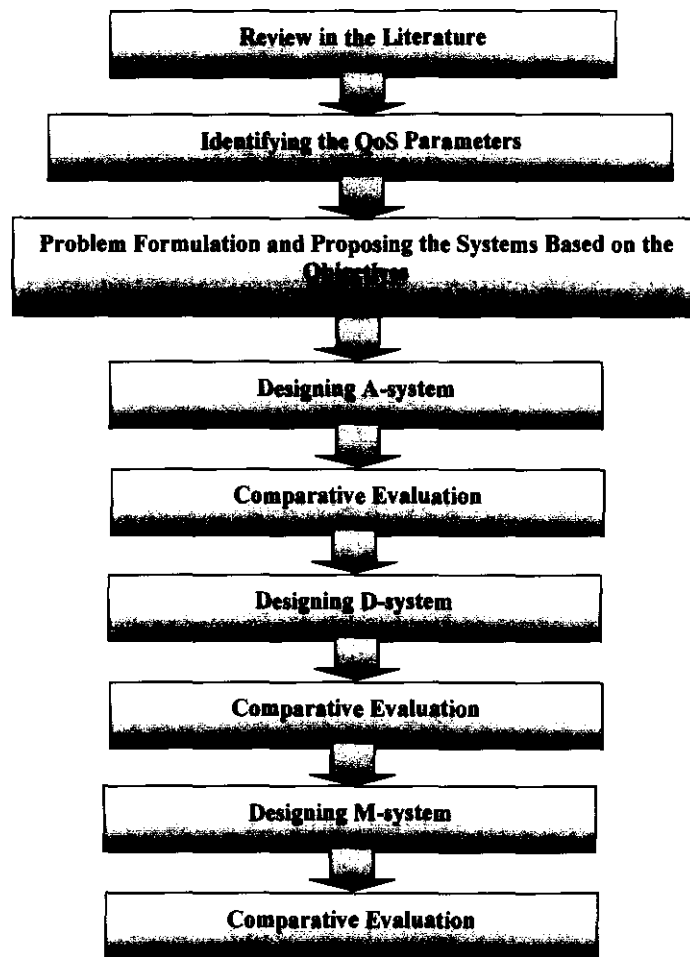 Review in the Literature
Identifying the QoS Parameters
Problem Formulation and Proposing the Systems Based on the
Objectives
Designing A-system
Comparative Evaluation
Designing D-system
Comparative Evaluation
Designing M-system
Comparative Evaluation